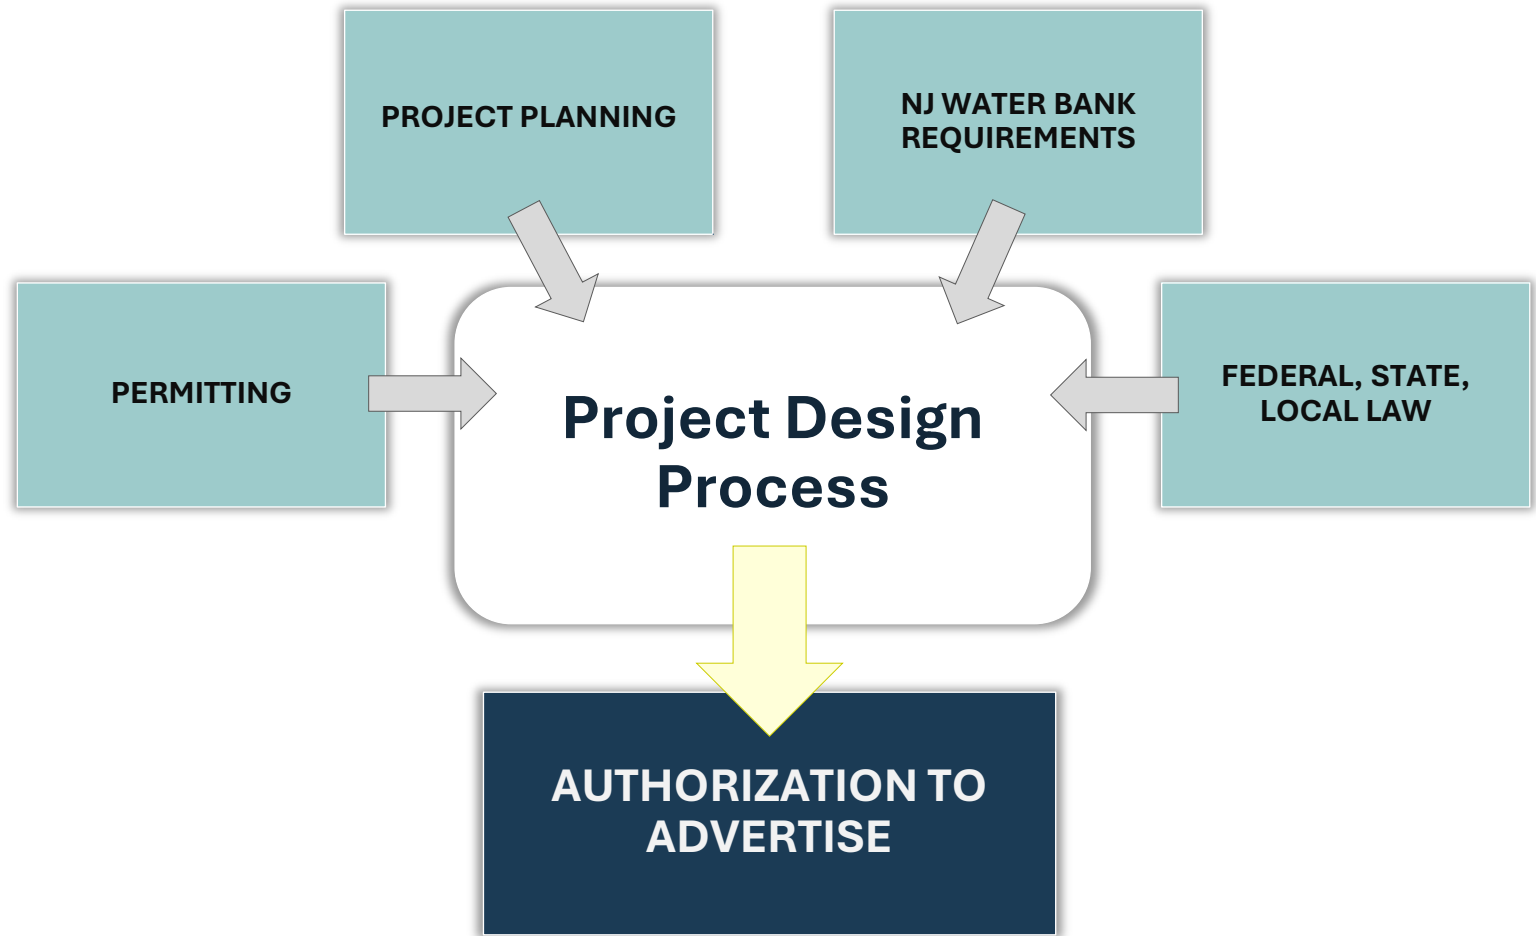 PROJECT PLANNING
NJ WATER BANK
REQUIREMENTS
PERMITTING
FEDERAL, STATE,
LOCAL LAW
Project Design
Process
AUTHORIZATION TO
ADVERTISE